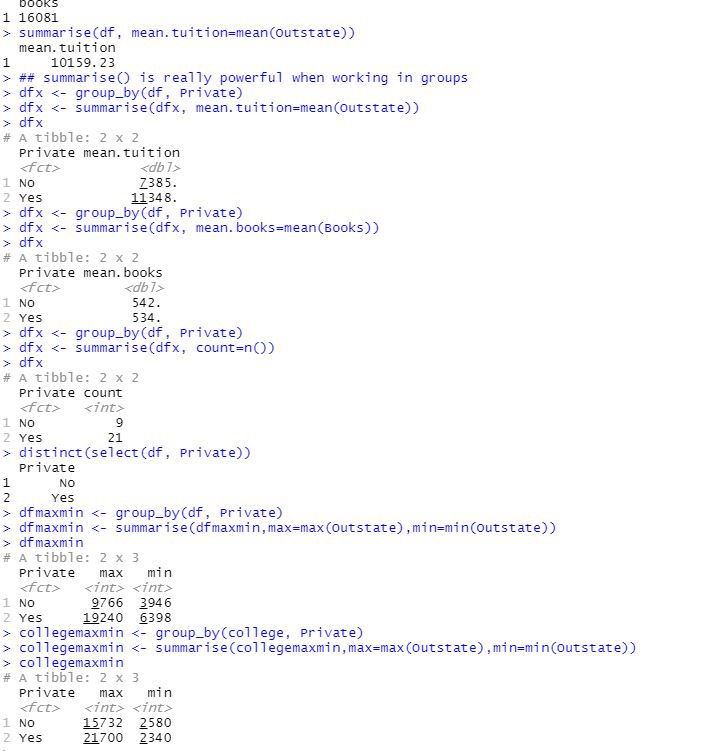 books
1 16081
> summarise(df, mean.tuition=mean(Outstate))
  mean.tuition
1     10159.23
> ## summarise() is really powerful when working in groups
> dfx <- group_by(df, Private)
> dfx <- summarise(dfx, mean.tuition=mean(Outstate))
> dfx
# A tibble: 2 x 2
  Private mean.tuition
  <fct>          <dbl>
1 No             7385.
2 Yes           11348.
> dfx <- group_by(df, Private)
> dfx <- summarise(dfx, mean.books=mean(Books))
> dfx
# A tibble: 2 x 2
  Private mean.books
  <fct>        <dbl>
1 No            542.
2 Yes           534.
> dfx <- group_by(df, Private)
> dfx <- summarise(dfx, count=n())
> dfx
# A tibble: 2 x 2
  Private count
  <fct>   <int>
1 No          9
2 Yes        21
> distinct(select(df, Private))
  Private
1      No
2     Yes
> dfmaxmin <- group_by(df, Private)
> dfmaxmin <- summarise(dfmaxmin,max=max(Outstate),min=min(Outstate))
> dfmaxmin
# A tibble: 2 x 3
  Private   max   min
  <fct>   <int> <int>
1 No       9766  3946
2 Yes     19240  6398
> collegemaxmin <- group_by(college, Private)
> collegemaxmin <- summarise(collegemaxmin,max=max(Outstate),min=min(Outstate))
> collegemaxmin
# A tibble: 2 x 3
  Private   max   min
  <fct>   <int> <int>
1 No      15732  2580
2 Yes     21700  2340